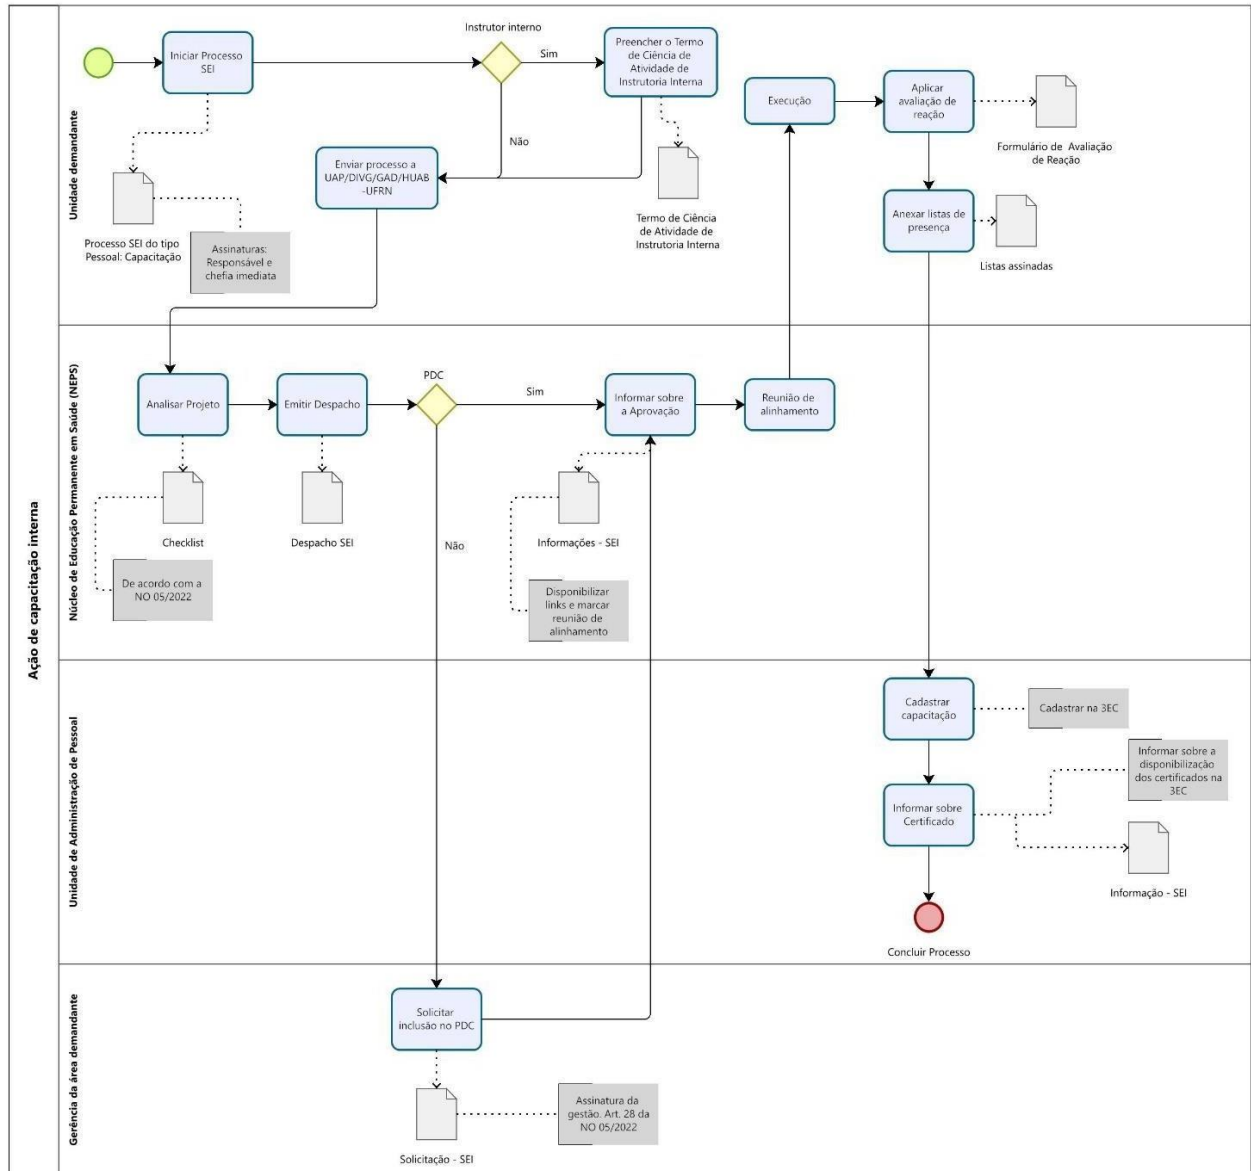 Ação de capacitação interna
Unidade demandante
Iniciar Processo
SEI
Instrutor interno
Sim
Não
Preencher o Termo
de Ciência de
Atividade de
Instrutoria Interna
Enviar processo a
UAP/DIVG/GAD/HUAB
-UFRN
Processo SEI do tipo
Pessoal: Capacitação
Assinaturas:
Responsável e
chefia imediata
Termo de Ciência
de Atividade de
Instrutoria Interna
Execução
Aplicar
avaliação de
reação
Formulário de Avaliação
de Reação
Anexar listas de
presença
Listas assinadas
Núcleo de Educação Permanente em Saúde (NEPS)
Analisar Projeto
Emitir Despacho
PDC
Sim
Não
Informar sobre
a Aprovação
Reunião de
alinhamento
Checklist
Despacho SEI
Informações - SEI
De acordo com a
NO 05/2022
Disponibilizar
links e marcar
reunião de
alinhamento
Unidade de Administração de Pessoal
Cadastrar
capacitação
Cadastrar na 3EC
Informar sobre
Certificado
Informar sobre a
disponibilização
dos certificados na
3EC
Informação - SEI
Concluir Processo
Gerência da área demandante
Solicitar
inclusão no PDC
Solicitação - SEI
Assinatura da
gestão. Art. 28 da
NO 05/2022